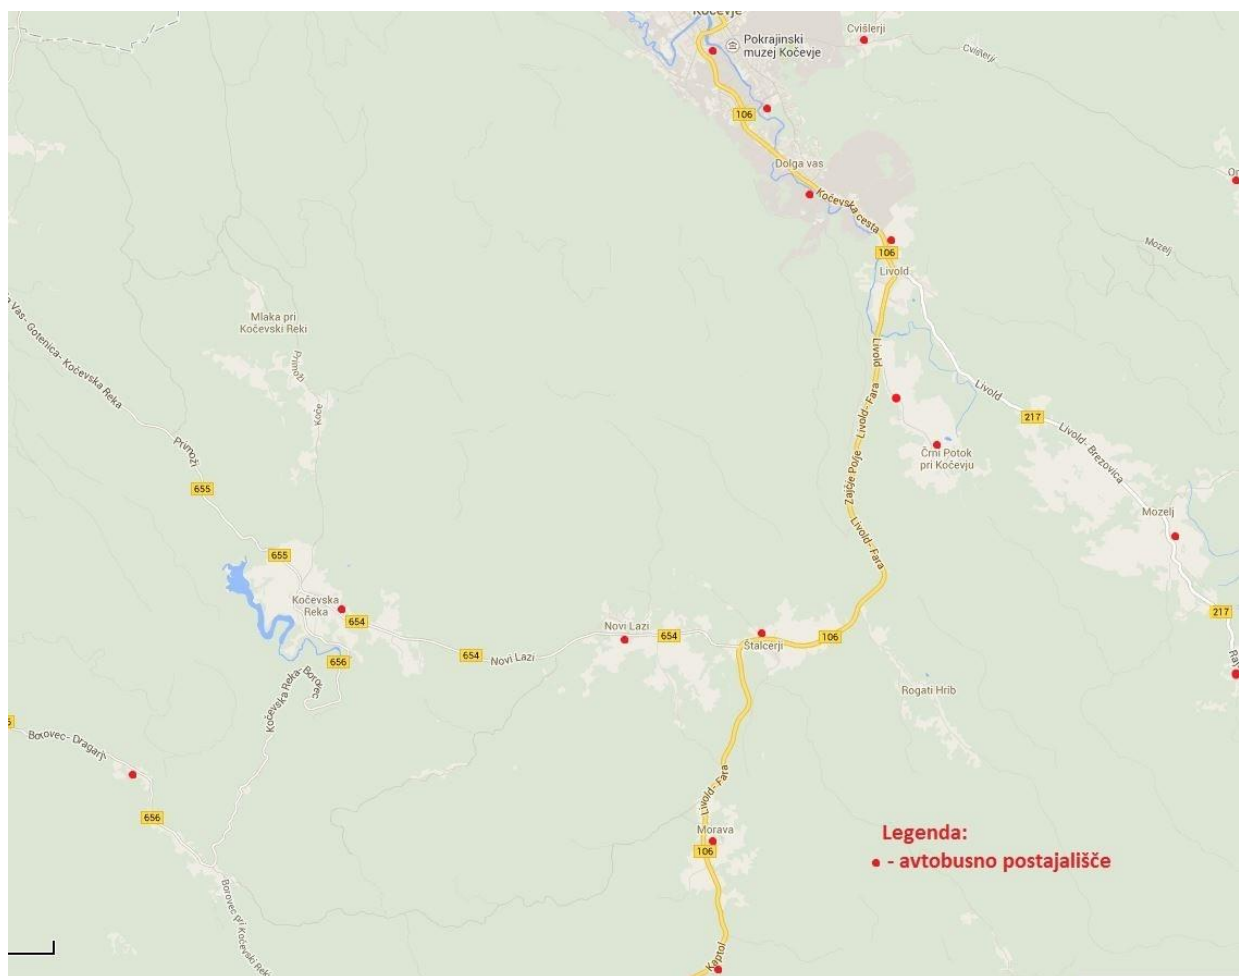 Kočevje
Pokrajinski
muzej Kočevje
Cvišlerji
Cvišlerji
106
Dolga vas
Kočevska cesta
Mozelj
106
Livold
Mlaka pri
Kočevski Reki
Primoži
Koče
a Vas- Gotenica- Kočevska Reka
Primoži
655
Livold
Livold- Fara
Zajčje Polje
Livold- Fara
Livold
217
Livold- Brezovica
Črni Potok
pri Kočevju
Mozelj
655
Kočevska
Reka
654
654
Novi Lazi
Novi Lazi
654
Štalcerji
106
217
656
Kočevska Reka-
Borovec
Rogati Hrib
Borovec- Dragarji
656
Livold- Fara
Morava
106
Legenda:
- avtobusno postajališče
Borovec pri Kočevski Reki
Kaptol